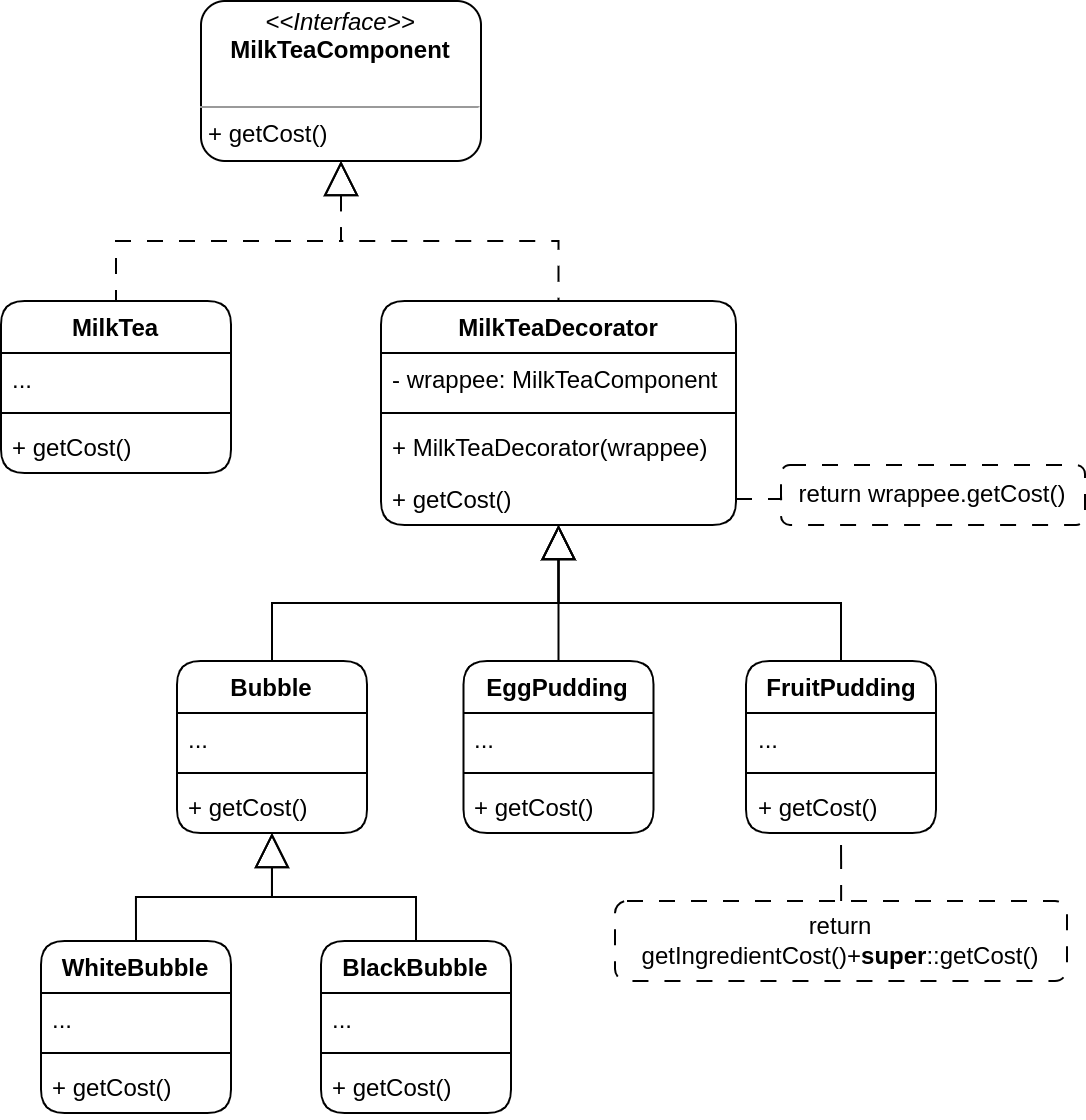 <<Interface>>
MilkTeaComponent
+ getCost()
MilkTea
...
+ getCost()
MilkTeaDecorator
- wrappee: MilkTeaComponent
+ MilkTeaDecorator(wrappee)
+ getCost()
return wrappee.getCost()
Bubble
...
+ getCost()
EggPudding
...
+ getCost()
FruitPudding
...
+ getCost()
return
getIngredientCost()+super::getCost()
WhiteBubble
...
+ getCost()
BlackBubble
...
+ getCost()